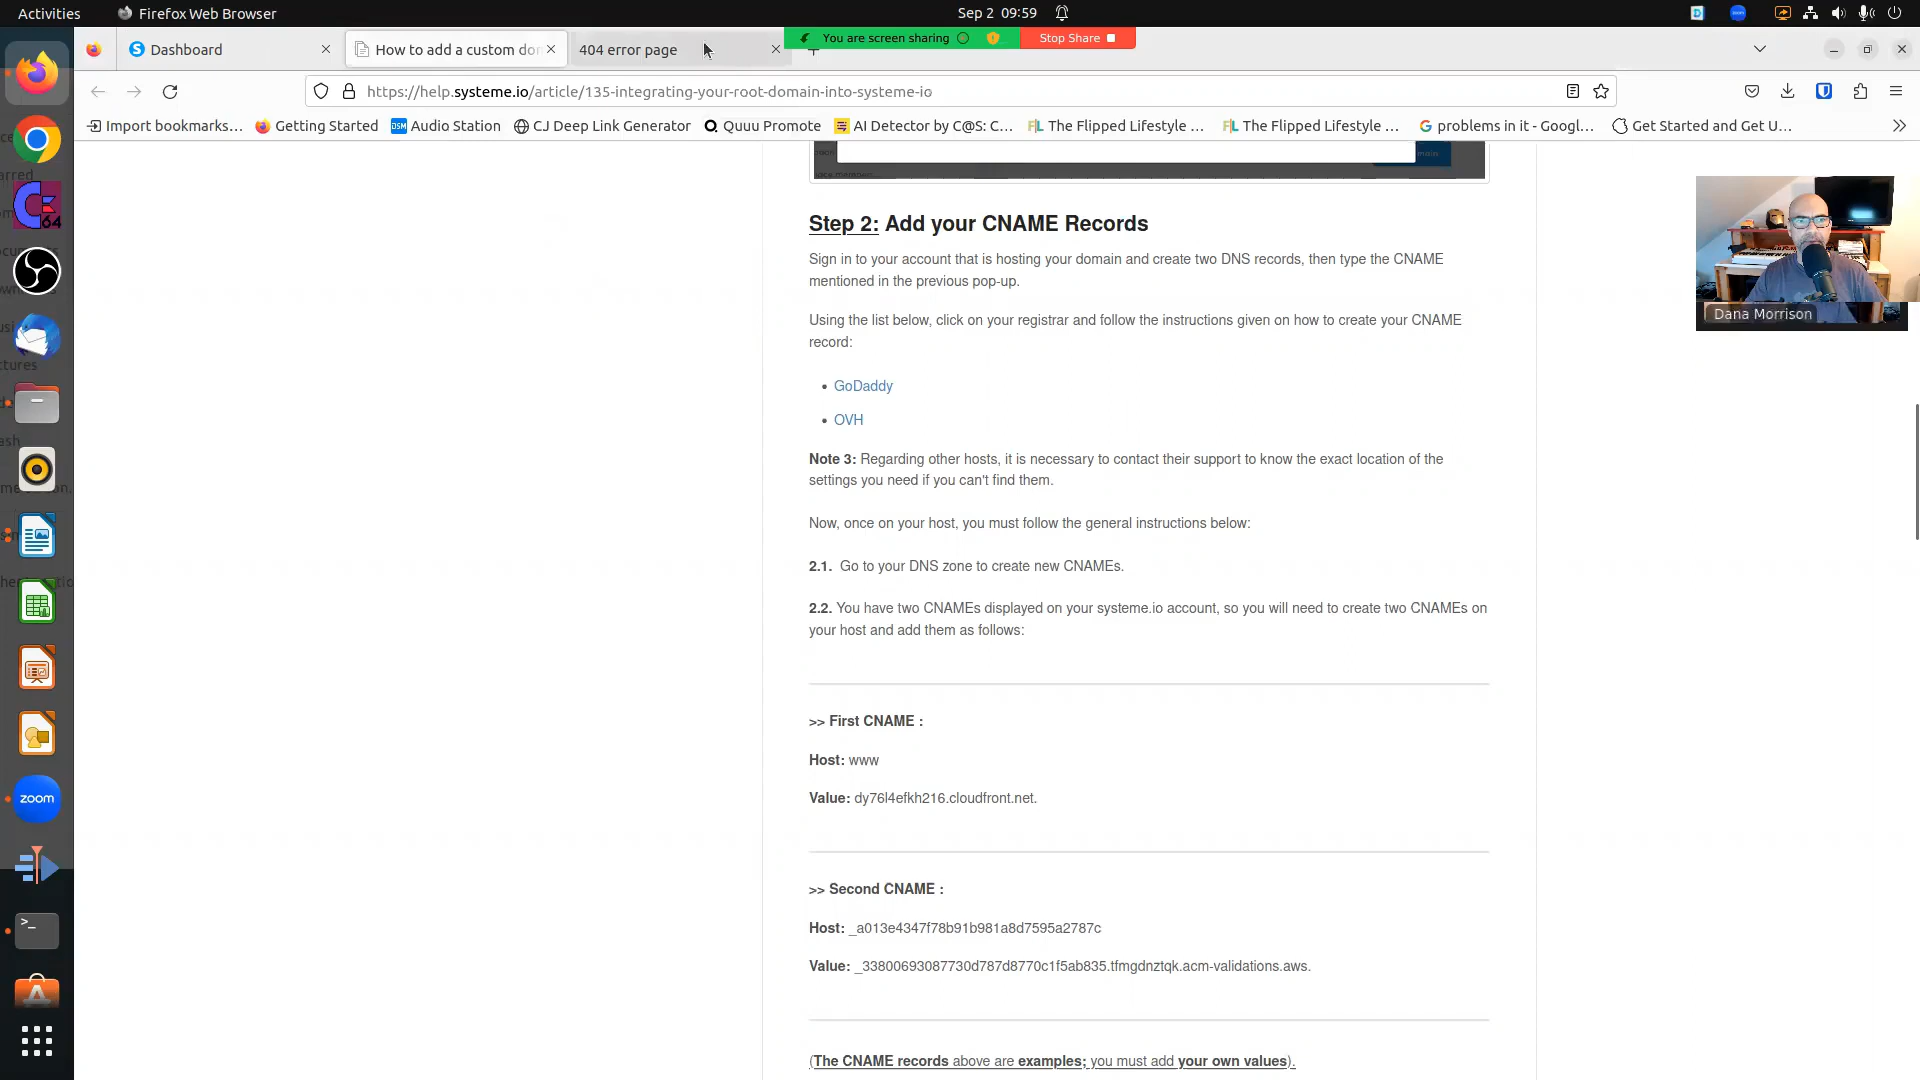 Activities
Firefox Web Browser
Sep 2 09:59
Dashboard
How to add a custom do
404 error page
You are screen sharing
Stop Share
https://help.systeme.io/article/135-integrating-your-root-domain-into-systeme-io
Import bookmarks...
Getting Started
Audio Station
CJ Deep Link Generator
Quuu Promote
AI Detector by C@S: C...
The Flipped Lifestyle ...
The Flipped Lifestyle ...
problems in it - Googl...
Get Started and Get U...
Step 2: Add your CNAME Records
Sign in to your account that is hosting your domain and create two DNS records, then type the CNAME
mentioned in the previous pop-up.
Using the list below, click on your registrar and follow the instructions given on how to create your CNAME
record:
• GoDaddy
• OVH
Note 3: Regarding other hosts, it is necessary to contact their support to know the exact location of the
settings you need if you can't find them.
Now, once on your host, you must follow the general instructions below:
2.1. Go to your DNS zone to create new CNAMEs.
2.2. You have two CNAMEs displayed on your systeme.io account, so you will need to create two CNAMEs on
your host and add them as follows:
>> First CNAME :
Host: www
Value: dy76l4efkh216.cloudfront.net.
>> Second CNAME :
Host: _a013e4347f78b91b981a8d7595a2787c
Value: _33800693087730d787d8770c1f5ab835.tfmgdnztqk.acm-validations.aws.
(The CNAME records above are examples; you must add your own values).
Dana Morrison
64
zoom